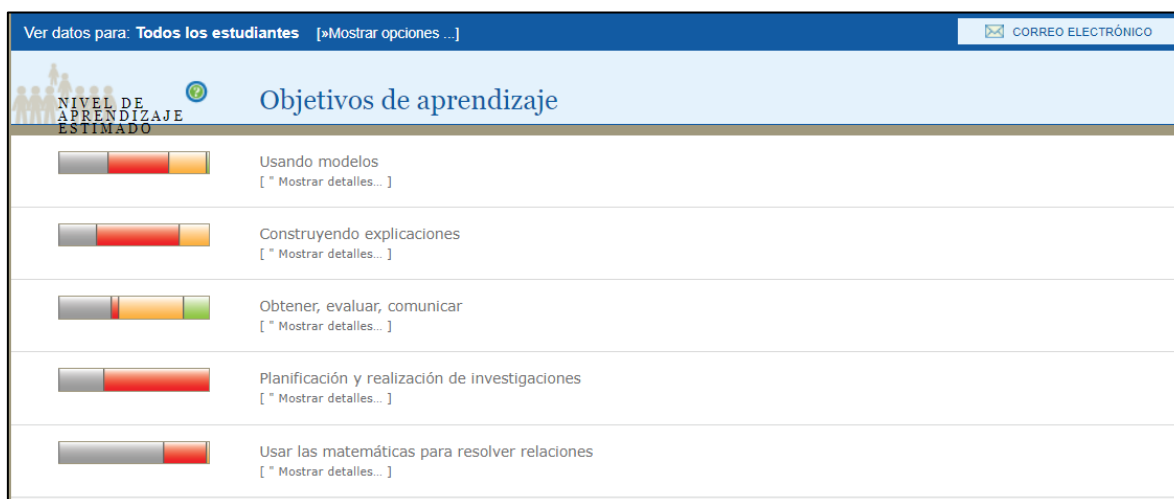 Ver datos para: Todos los estudiantes [»Mostrar opciones ...]
CORREO ELECTRÓNICO
NIVEL DE
APRENDIZAJE
ESTIMADO
?
Objetivos de aprendizaje
Usando modelos
[ " Mostrar detalles... ]
Construyendo explicaciones
[ " Mostrar detalles... ]
Obtener, evaluar, comunicar
[ " Mostrar detalles... ]
Planificación y realización de investigaciones
[ " Mostrar detalles... ]
Usar las matemáticas para resolver relaciones
[ " Mostrar detalles... ]